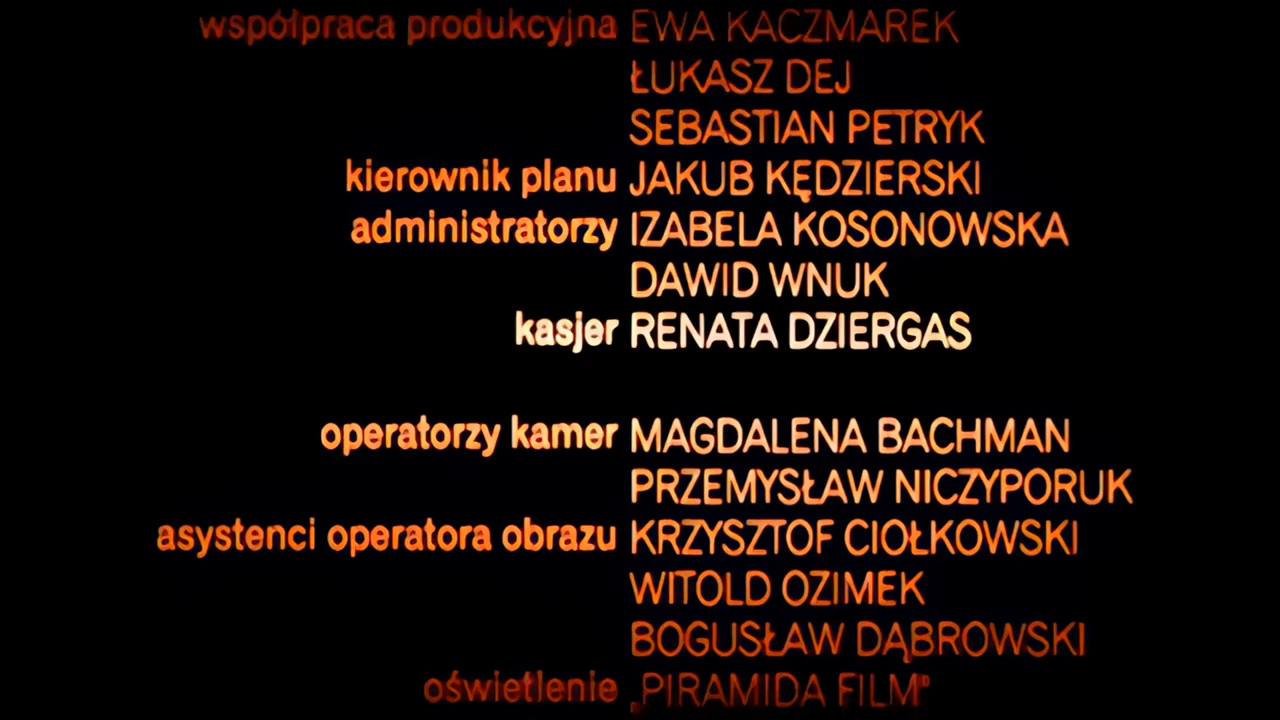 współpraca produkcyjna EWA KACZMAREK
ŁUKASZ DEJ
SEBASTIAN PETRYK
kierownik planu JAKUB KĘDZIERSKI
administratorzy IZABELA KOSONOWSKA
DAWID WNUK
kasjer RENATA DZIERGAS
operatorzy kamer MAGDALENA BACHMAN
PRZEMYSŁAW NICZYPORUK
asystenci operatora obrazu KRZYSZTOF CIOŁKOWSKI
WITOLD OZIMEK
BOGUSŁAW DĄBROWSKI
oświetlenie „PIRAMIDA FILM”